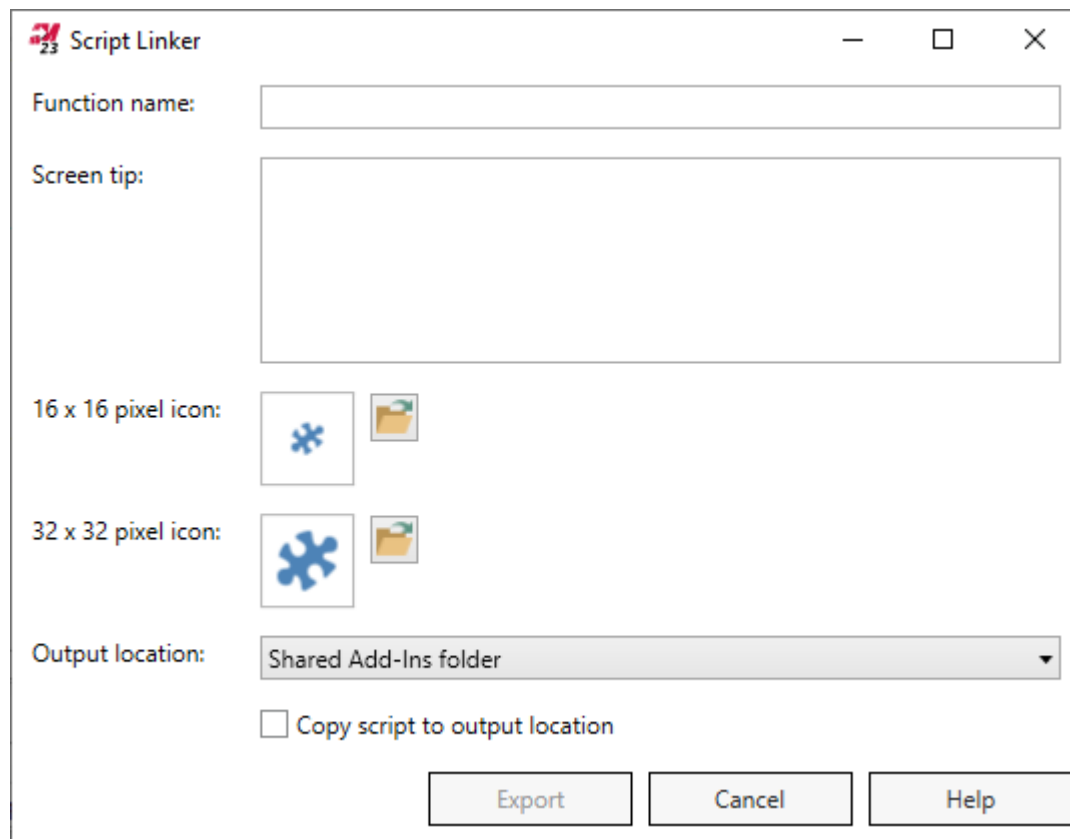 23 Script Linker
Function name:
Screen tip:
16 x 16 pixel icon:
32 x 32 pixel icon:
Output location:
Shared Add-Ins folder
Copy script to output location
Export
Cancel
Help